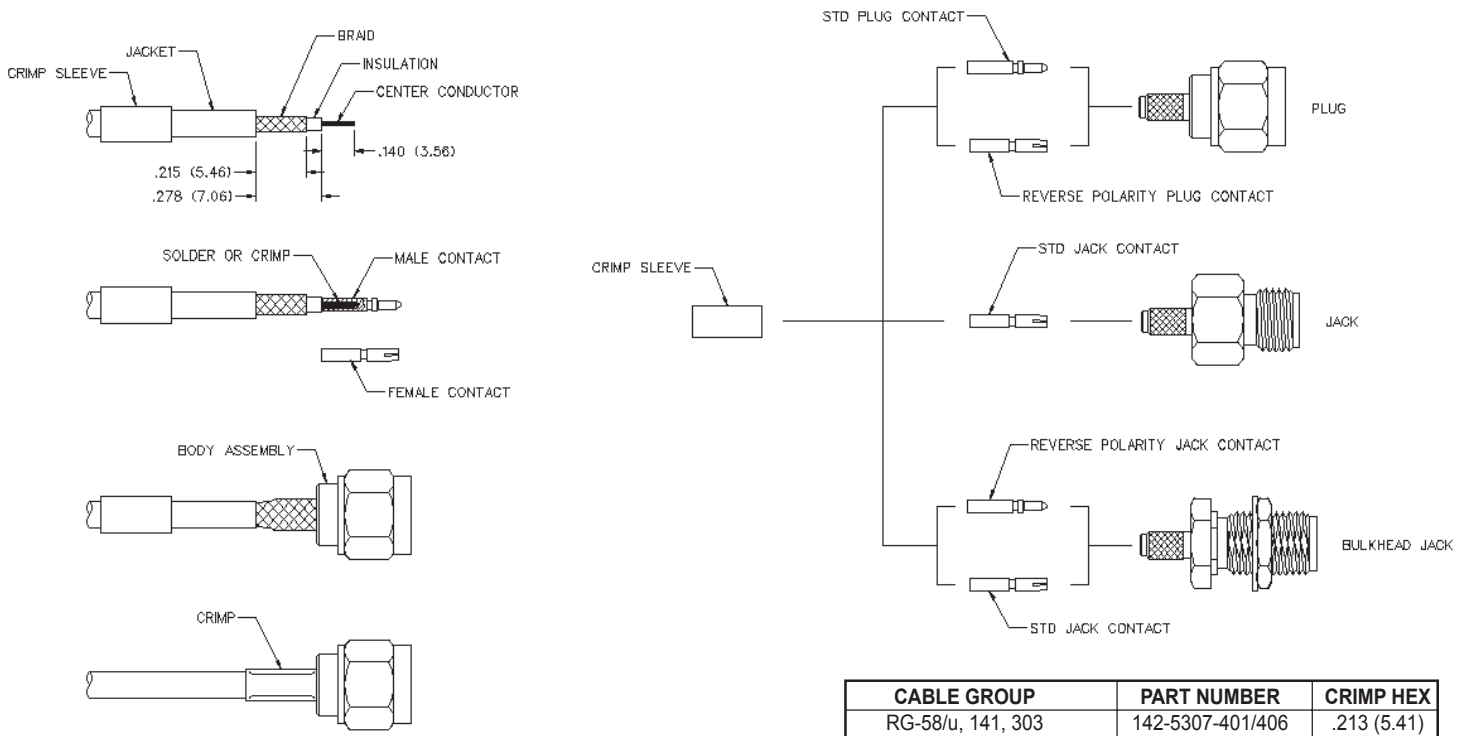 CRIMP SLEEVE
JACKET
BRAID
INSULATION
CENTER CONDUCTOR
.140 (3.56)
.215 (5.46)
.278 (7.06)
SOLDER OR CRIMP
MALE CONTACT
FEMALE CONTACT
BODY ASSEMBLY
CRIMP
STD PLUG CONTACT
PLUG
REVERSE POLARITY PLUG CONTACT
CRIMP SLEEVE
STD JACK CONTACT
JACK
REVERSE POLARITY JACK CONTACT
BULKHEAD JACK
STD JACK CONTACT
CABLE GROUP PART NUMBER CRIMP HEX
RG-58/u, 141, 303 142-5307-401/406 .213 (5.41)